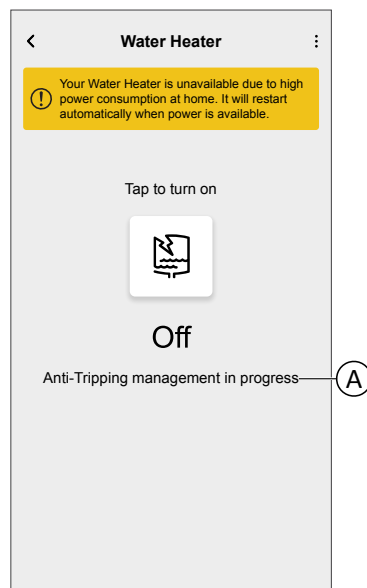 Water Heater
Your Water Heater is unavailable due to high
power consumption at home. It will restart
automatically when power is available.
Tap to turn on
Off
Anti-Tripping management in progress
A